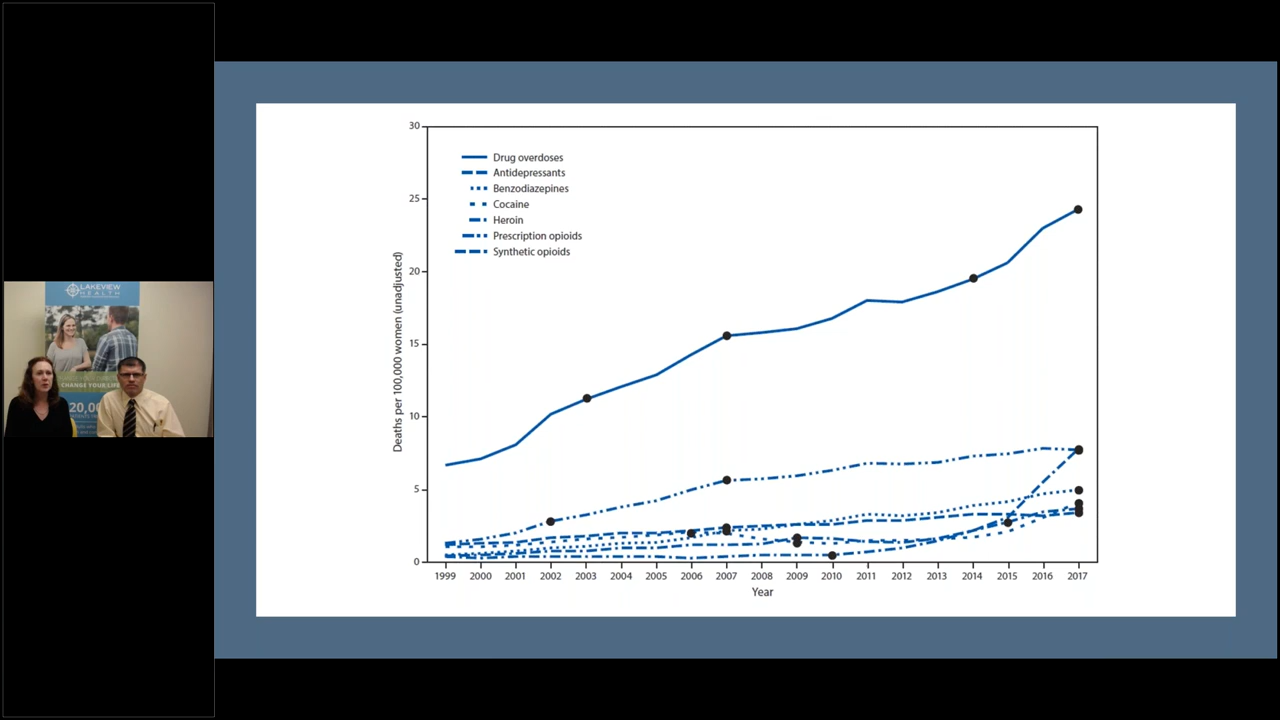 LAKEVIEW
HEALTH
CHANGE YOUR LIFE
30
25
20
15
10
5
0
Deaths per 100,000 women (unadjusted)
Drug overdoses
Antidepressants
Benzodiazepines
Cocaine
Heroin
Prescription opioids
Synthetic opioids
1999 2000 2001 2002 2003 2004 2005 2006 2007 2008 2009 2010 2011 2012 2013 2014 2015 2016 2017
Year